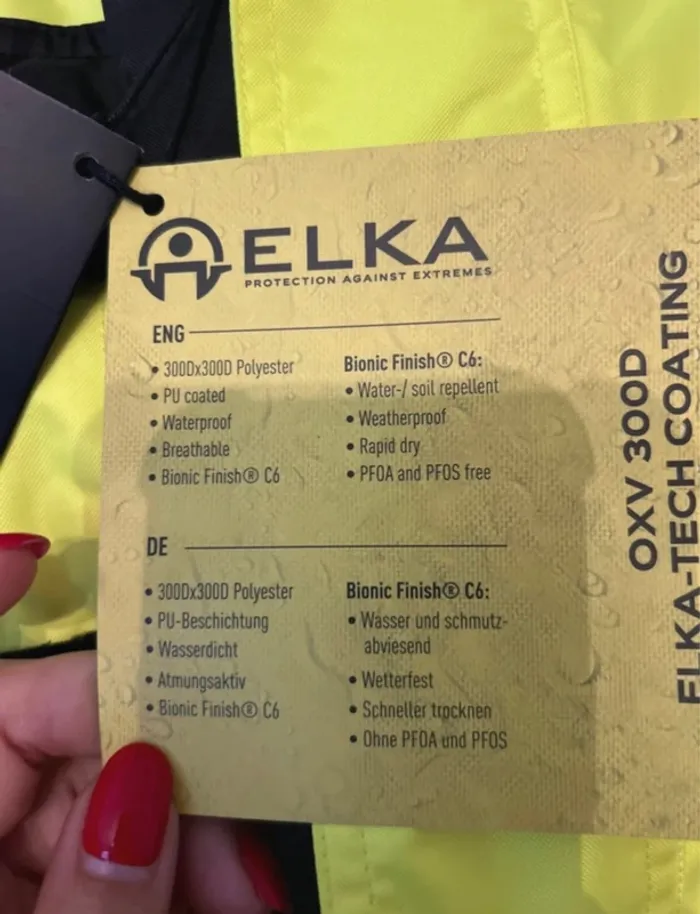 ELKA
PROTECTION AGAINST EXTREMES
ENG
• 300Dx300D Polyester
• PU coated
• Waterproof
• Breathable
• Bionic Finish® C6
Bionic Finish® C6:
• Water-/ soil repellent
• Weatherproof
• Rapid dry
• PFOA and PFOS free
DE
• 300Dx300D Polyester
• PU-Beschichtung
• Wasserdicht
• Atmungsaktiv
• Bionic Finish® C6
Bionic Finish® C6:
• Wasser und schmutz-
abviesend
• Wetterfest
• Schneller trocknen
• Ohne PFOA und PFOS
OXV 300D
ELKA-TECH COATING